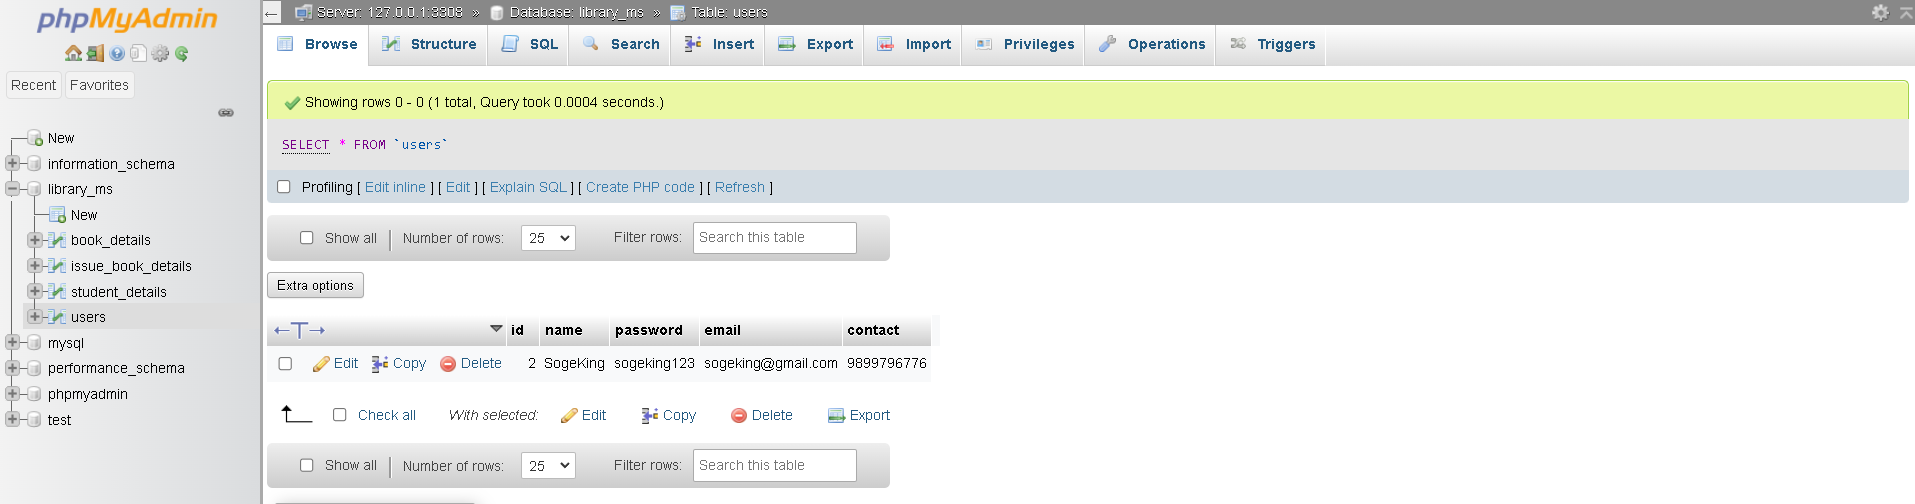 phpMyAdmin
Recent Favorites
New
information_schema
library_ms
New
book_details
issue_book_details
student_details
users
mysql
performance_schema
phpmyadmin
test
Server: 127.0.0.1:3308 » Database: library_ms » Table: users
Browse Structure SQL Search Insert Export Import Privileges Operations Triggers
Showing rows 0 - 0 (1 total, Query took 0.0004 seconds.)
SELECT * FROM `users`
Profiling [ Edit inline ] [ Edit ] [ Explain SQL ] [ Create PHP code ] [ Refresh ]
Show all | Number of rows: 25 Filter rows: Search this table
Extra options
←T→ id name password email contact
Edit Copy Delete 2 SogeKing sogeking123 sogeking@gmail.com 9899796776
Check all With selected: Edit Copy Delete Export
Show all | Number of rows: 25 Filter rows: Search this table